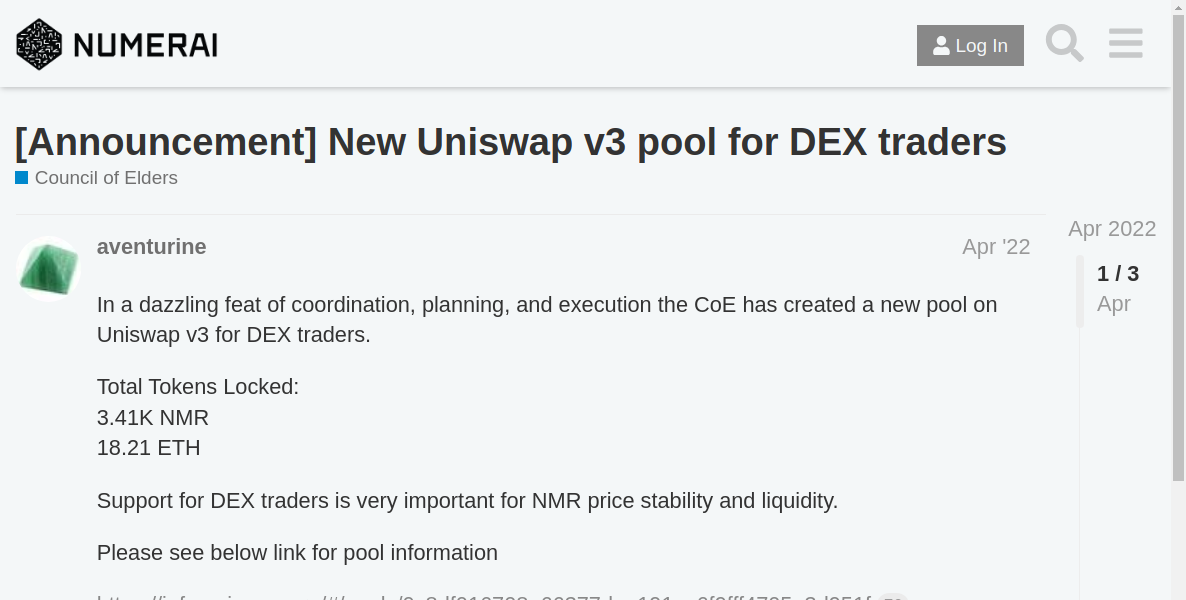 NUMERAI
Log In
[Announcement] New Uniswap v3 pool for DEX traders
Council of Elders
aventurine
Apr '22
In a dazzling feat of coordination, planning, and execution the CoE has created a new pool on
Uniswap v3 for DEX traders.
Total Tokens Locked:
3.41K NMR
18.21 ETH
Support for DEX traders is very important for NMR price stability and liquidity.
Please see below link for pool information
Apr 2022
1 / 3
Apr